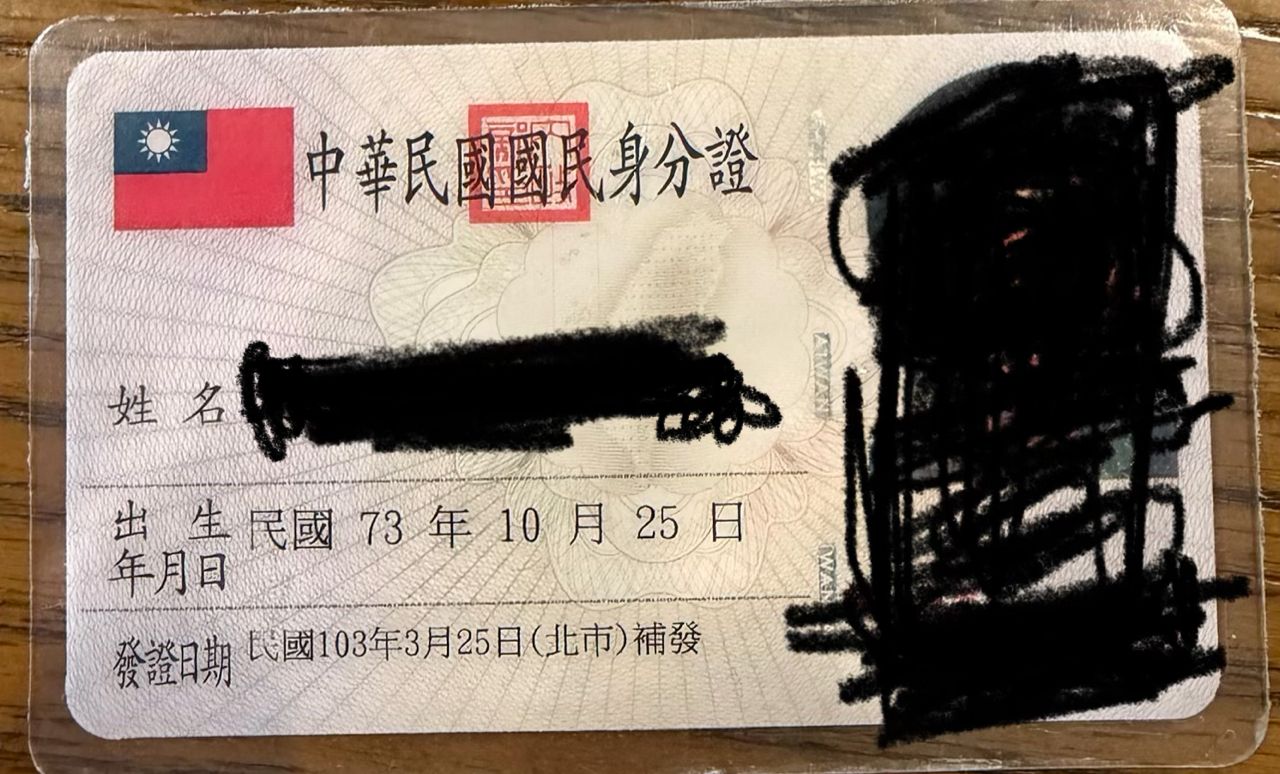 中華民國國民身分證
姓名
出生年月日 民國 73 年 10 月 25 日
發證日期 民國103年3月25日(北市)補發